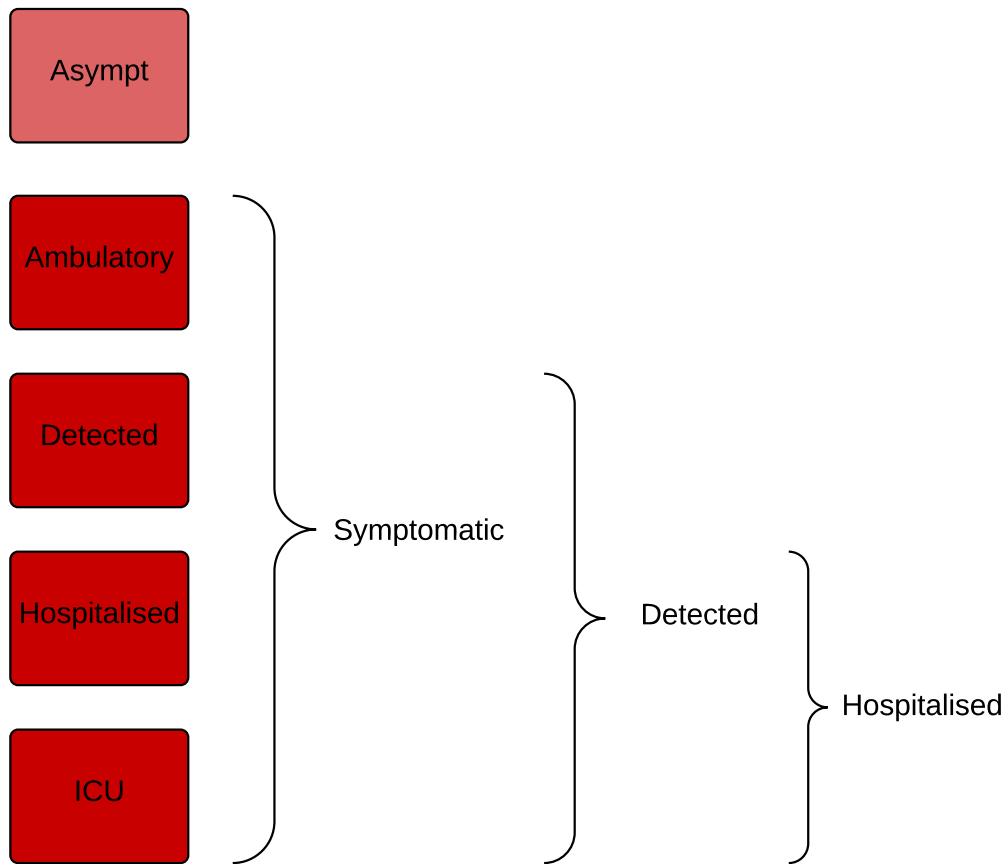 Asympt
Ambulatory
Detected
Hospitalised
ICU
Symptomatic
Detected
Hospitalised